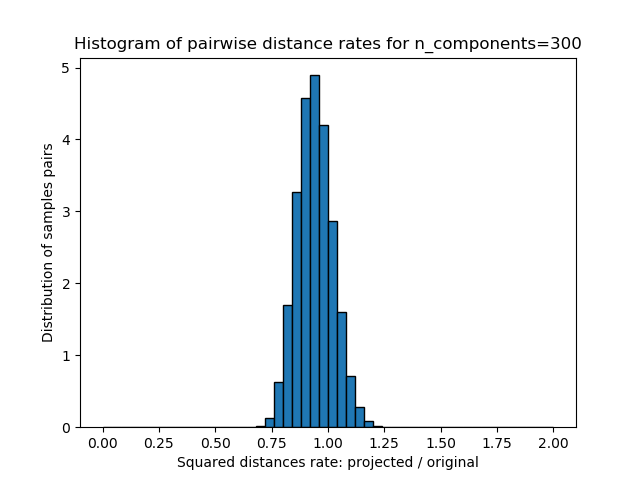 Histogram of pairwise distance rates for n_components=300
5
4
3
2
1
0
Distribution of samples pairs
0.00 0.25 0.50 0.75 1.00 1.25 1.50 1.75 2.00
Squared distances rate: projected / original